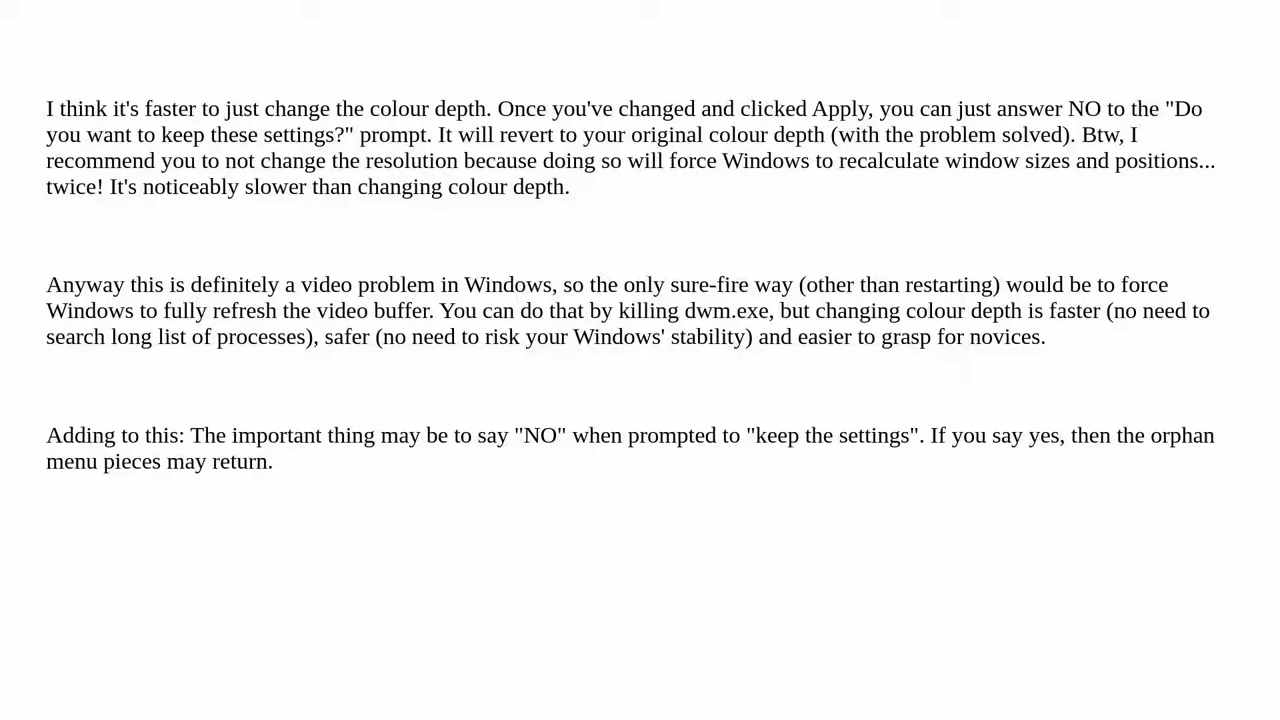 I think it's faster to just change the colour depth. Once you've changed and clicked Apply, you can just answer NO to the "Do
you want to keep these settings?" prompt. It will revert to your original colour depth (with the problem solved). Btw, I
recommend you to not change the resolution because doing so will force Windows to recalculate window sizes and positions...
twice! It's noticeably slower than changing colour depth.
Anyway this is definitely a video problem in Windows, so the only sure-fire way (other than restarting) would be to force
Windows to fully refresh the video buffer. You can do that by killing dwm.exe, but changing colour depth is faster (no need to
search long list of processes), safer (no need to risk your Windows' stability) and easier to grasp for novices.
Adding to this: The important thing may be to say "NO" when prompted to "keep the settings". If you say yes, then the orphan
menu pieces may return.